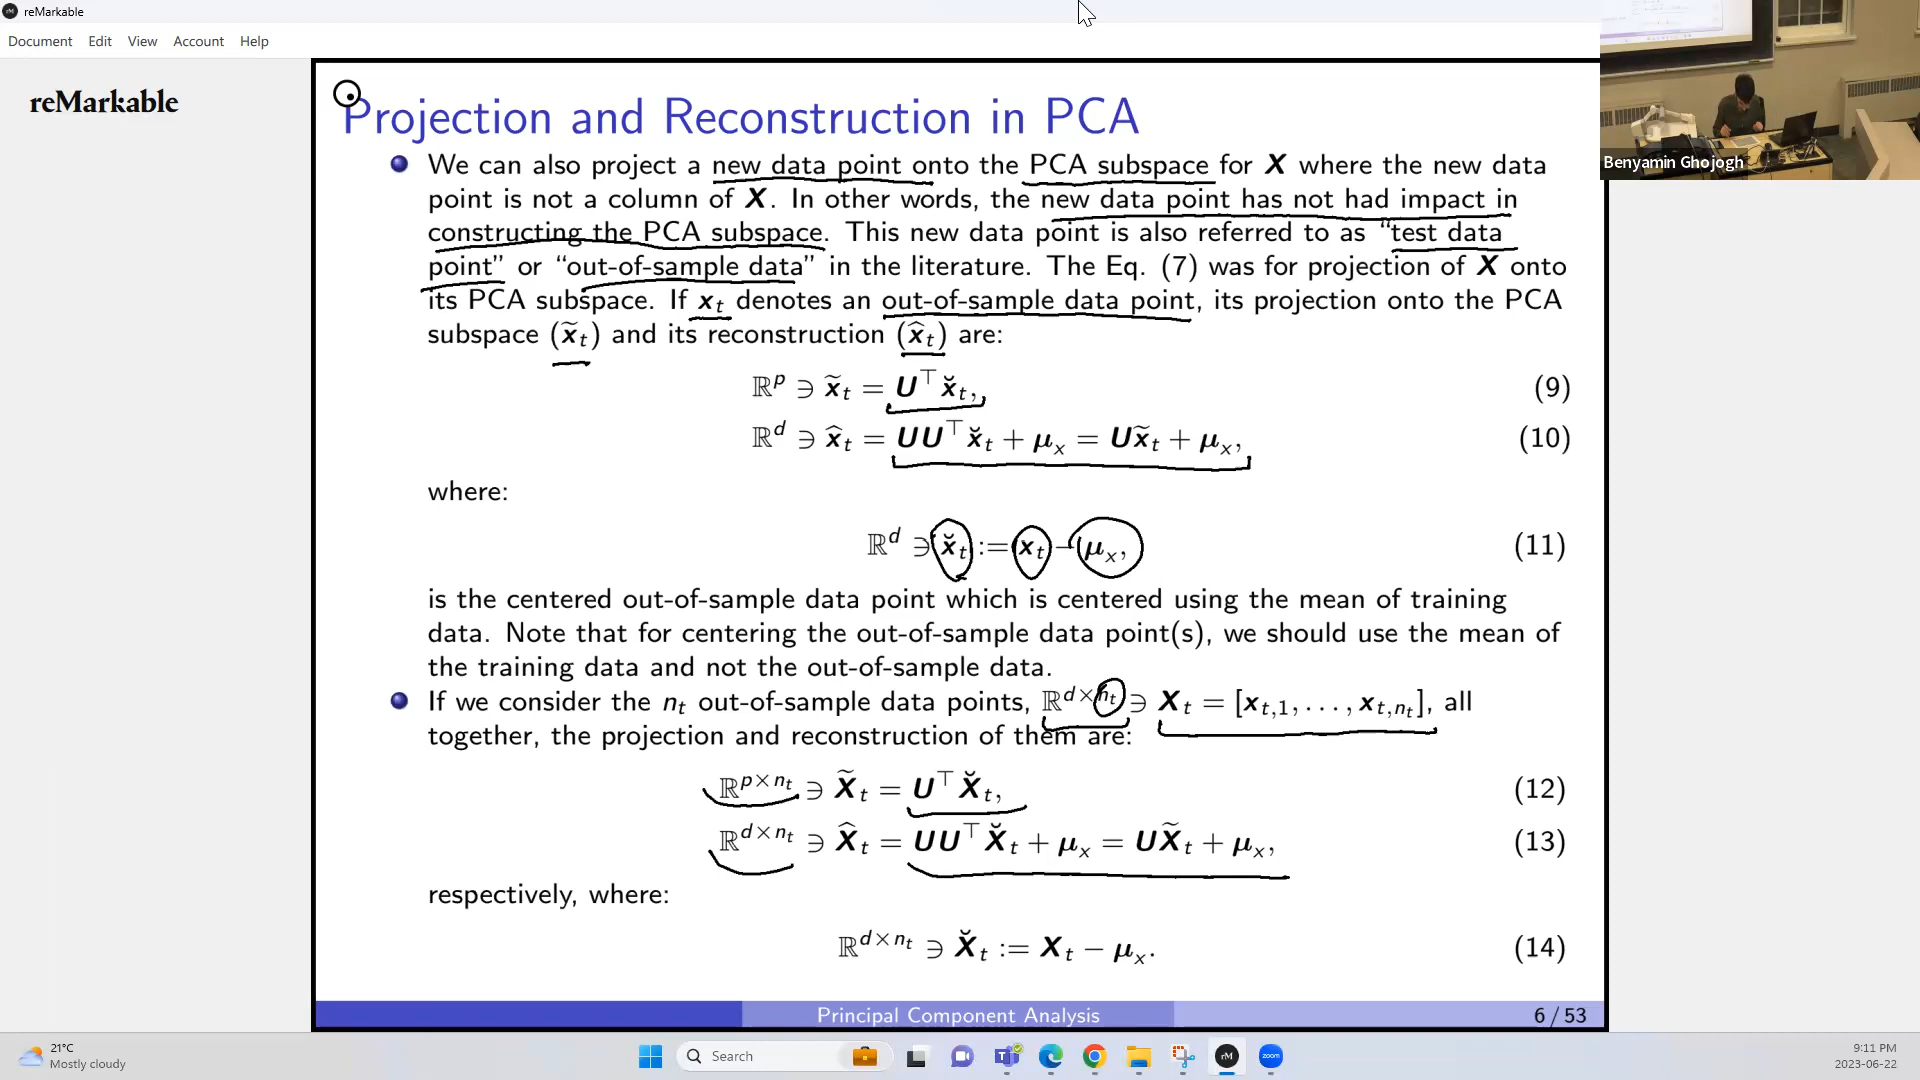 reMarkable
Document Edit View Account Help
reMarkable
Projection and Reconstruction in PCA
We can also project a new data point onto the PCA subspace for X where the new data
point is not a column of X. In other words, the new data point has not had impact in
constructing the PCA subspace. This new data point is also referred to as “test data
point” or “out-of-sample data” in the literature. The Eq. (7) was for projection of X onto
its PCA subspace. If x_t denotes an out-of-sample data point, its projection onto the PCA
subspace (x̃_t) and its reconstruction (x̂_t) are:
ℝ^p ∋ x̃_t = U^⊤ x̆_t, (9)
ℝ^d ∋ x̂_t = UU^⊤ x̆_t + μ_x = Ux̃_t + μ_x, (10)
where:
ℝ^d ∋ x̆_t := x_t − μ_x, (11)
is the centered out-of-sample data point which is centered using the mean of training
data. Note that for centering the out-of-sample data point(s), we should use the mean of
the training data and not the out-of-sample data.
If we consider the n_t out-of-sample data points, ℝ^{d×n_t} ∋ X_t = [x_{t,1}, . . . , x_{t,n_t}], all
together, the projection and reconstruction of them are:
ℝ^{p×n_t} ∋ X̃_t = U^⊤ X̆_t, (12)
ℝ^{d×n_t} ∋ X̂_t = UU^⊤ X̆_t + μ_x = UX̃_t + μ_x, (13)
respectively, where:
ℝ^{d×n_t} ∋ X̆_t := X_t − μ_x. (14)
Principal Component Analysis 6 / 53
Benyamin Ghojogh
21°C
Mostly cloudy
Search
rM
zoom
9:11 PM
2023-06-22